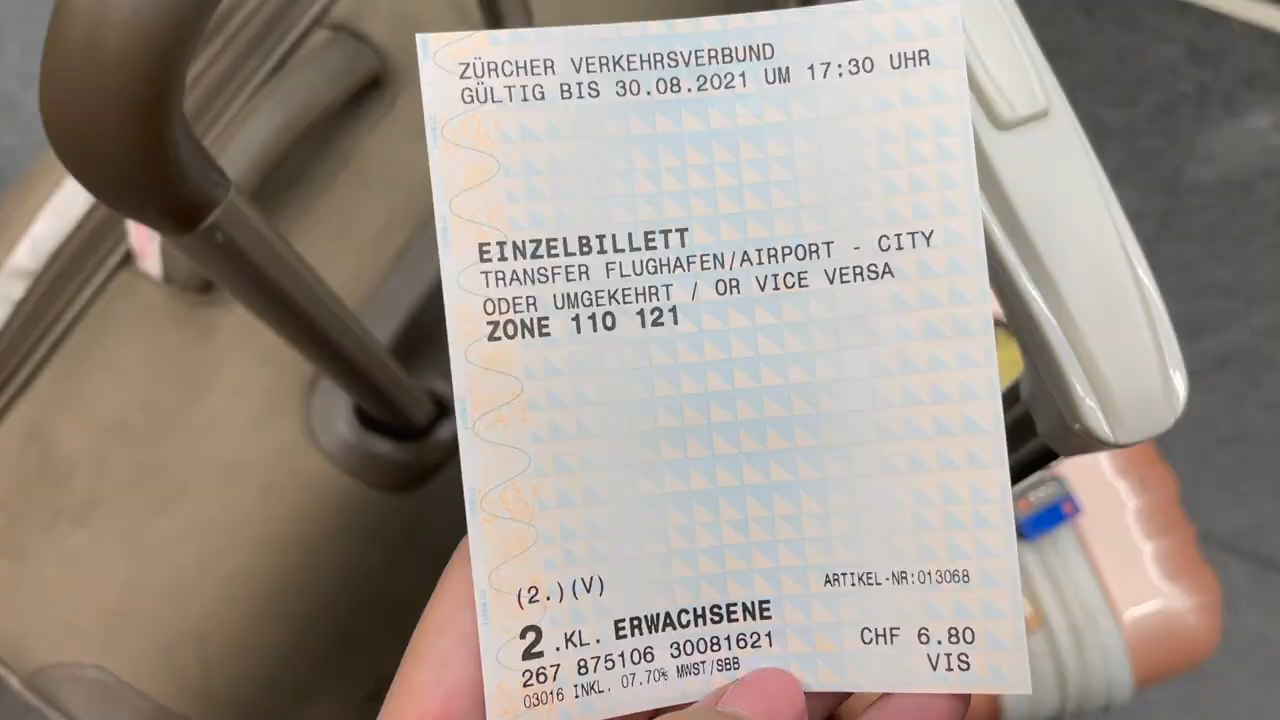 ZÜRCHER VERKEHRSVERBUND
GÜLTIG BIS 30.08.2021 UM 17:30 UHR
EINZELBILLETT
TRANSFER FLUGHAFEN/AIRPORT - CITY
ODER UMGEKEHRT / OR VICE VERSA
ZONE 110 121
(2.)(V)
ARTIKEL-NR:013068
2.KL. ERWACHSENE
267 875106 30081621
CHF 6.80
03016 INKL. 07.70% MWST/SBB
VIS